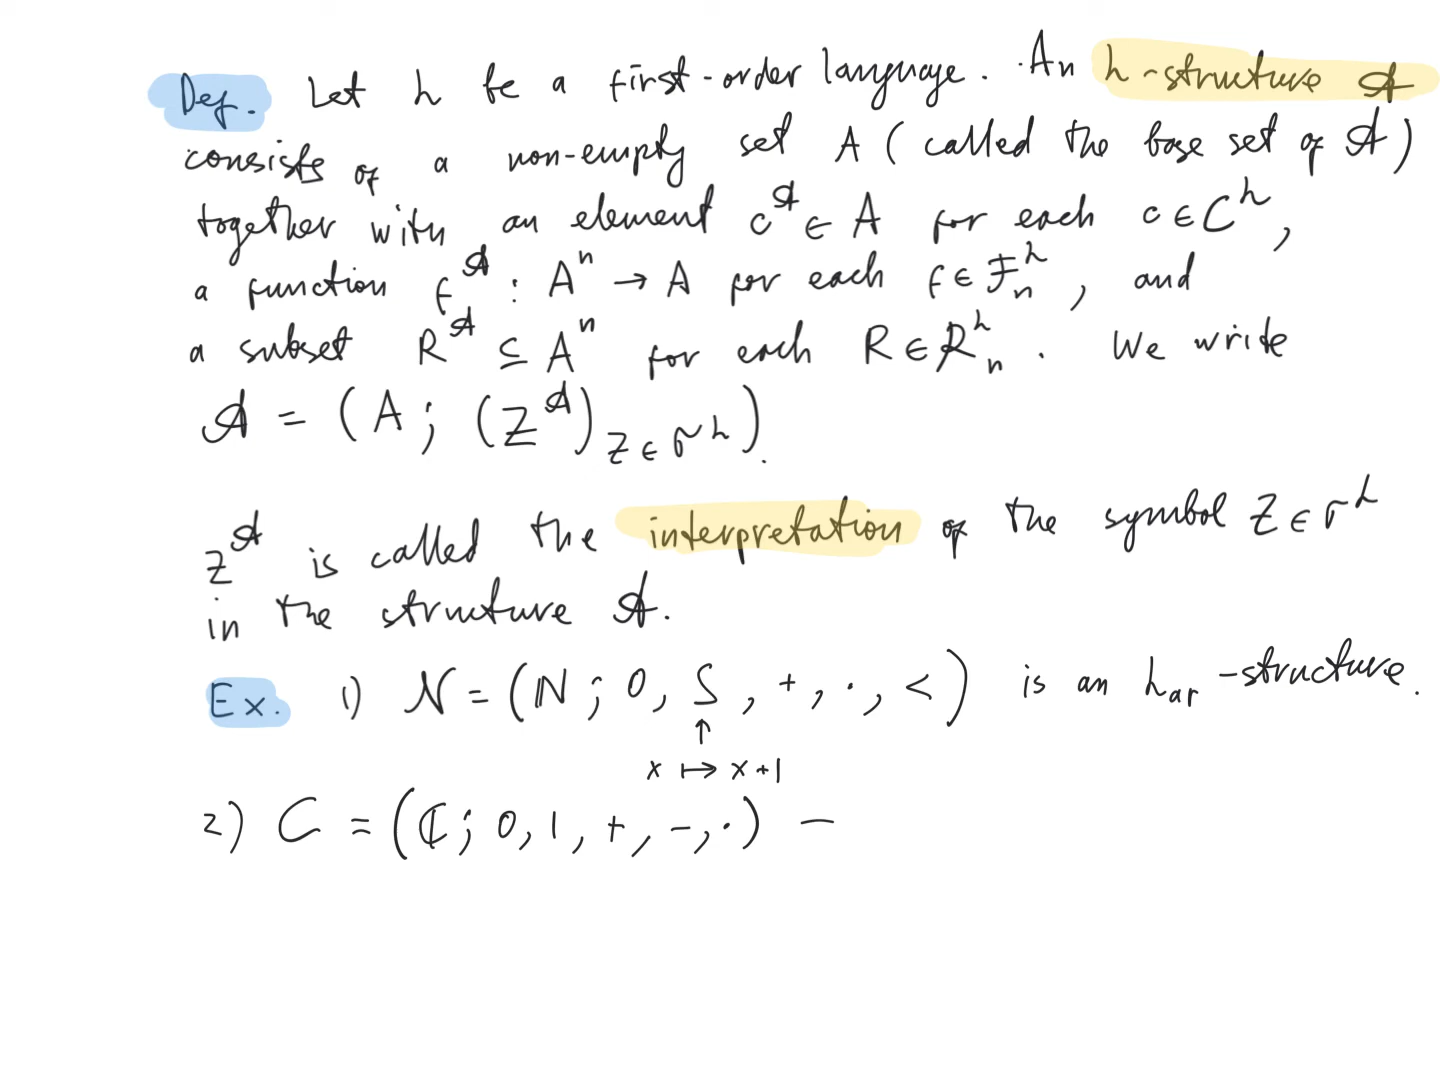 Def. Let L be a first-order language. An L-structure 𝒜
consists of a non-empty set A (called the base set of 𝒜)
together with an element c^𝒜 ∈ A for each c ∈ C^L,
a function f^𝒜 : A^n → A for each f ∈ F_n^L, and
a subset R^𝒜 ⊆ A^n for each R ∈ R_n^L. We write
𝒜 = (A; (Z^𝒜)_{Z ∈ σ^L}).
Z^𝒜 is called the interpretation of the symbol Z ∈ σ^L
in the structure 𝒜.
Ex. 1) 𝒩 = (ℕ; 0, S, +, ·, <) is an L_ar-structure.
↑
x ↦ x+1
2) C = (ℂ; 0, 1, +, −, ·) —